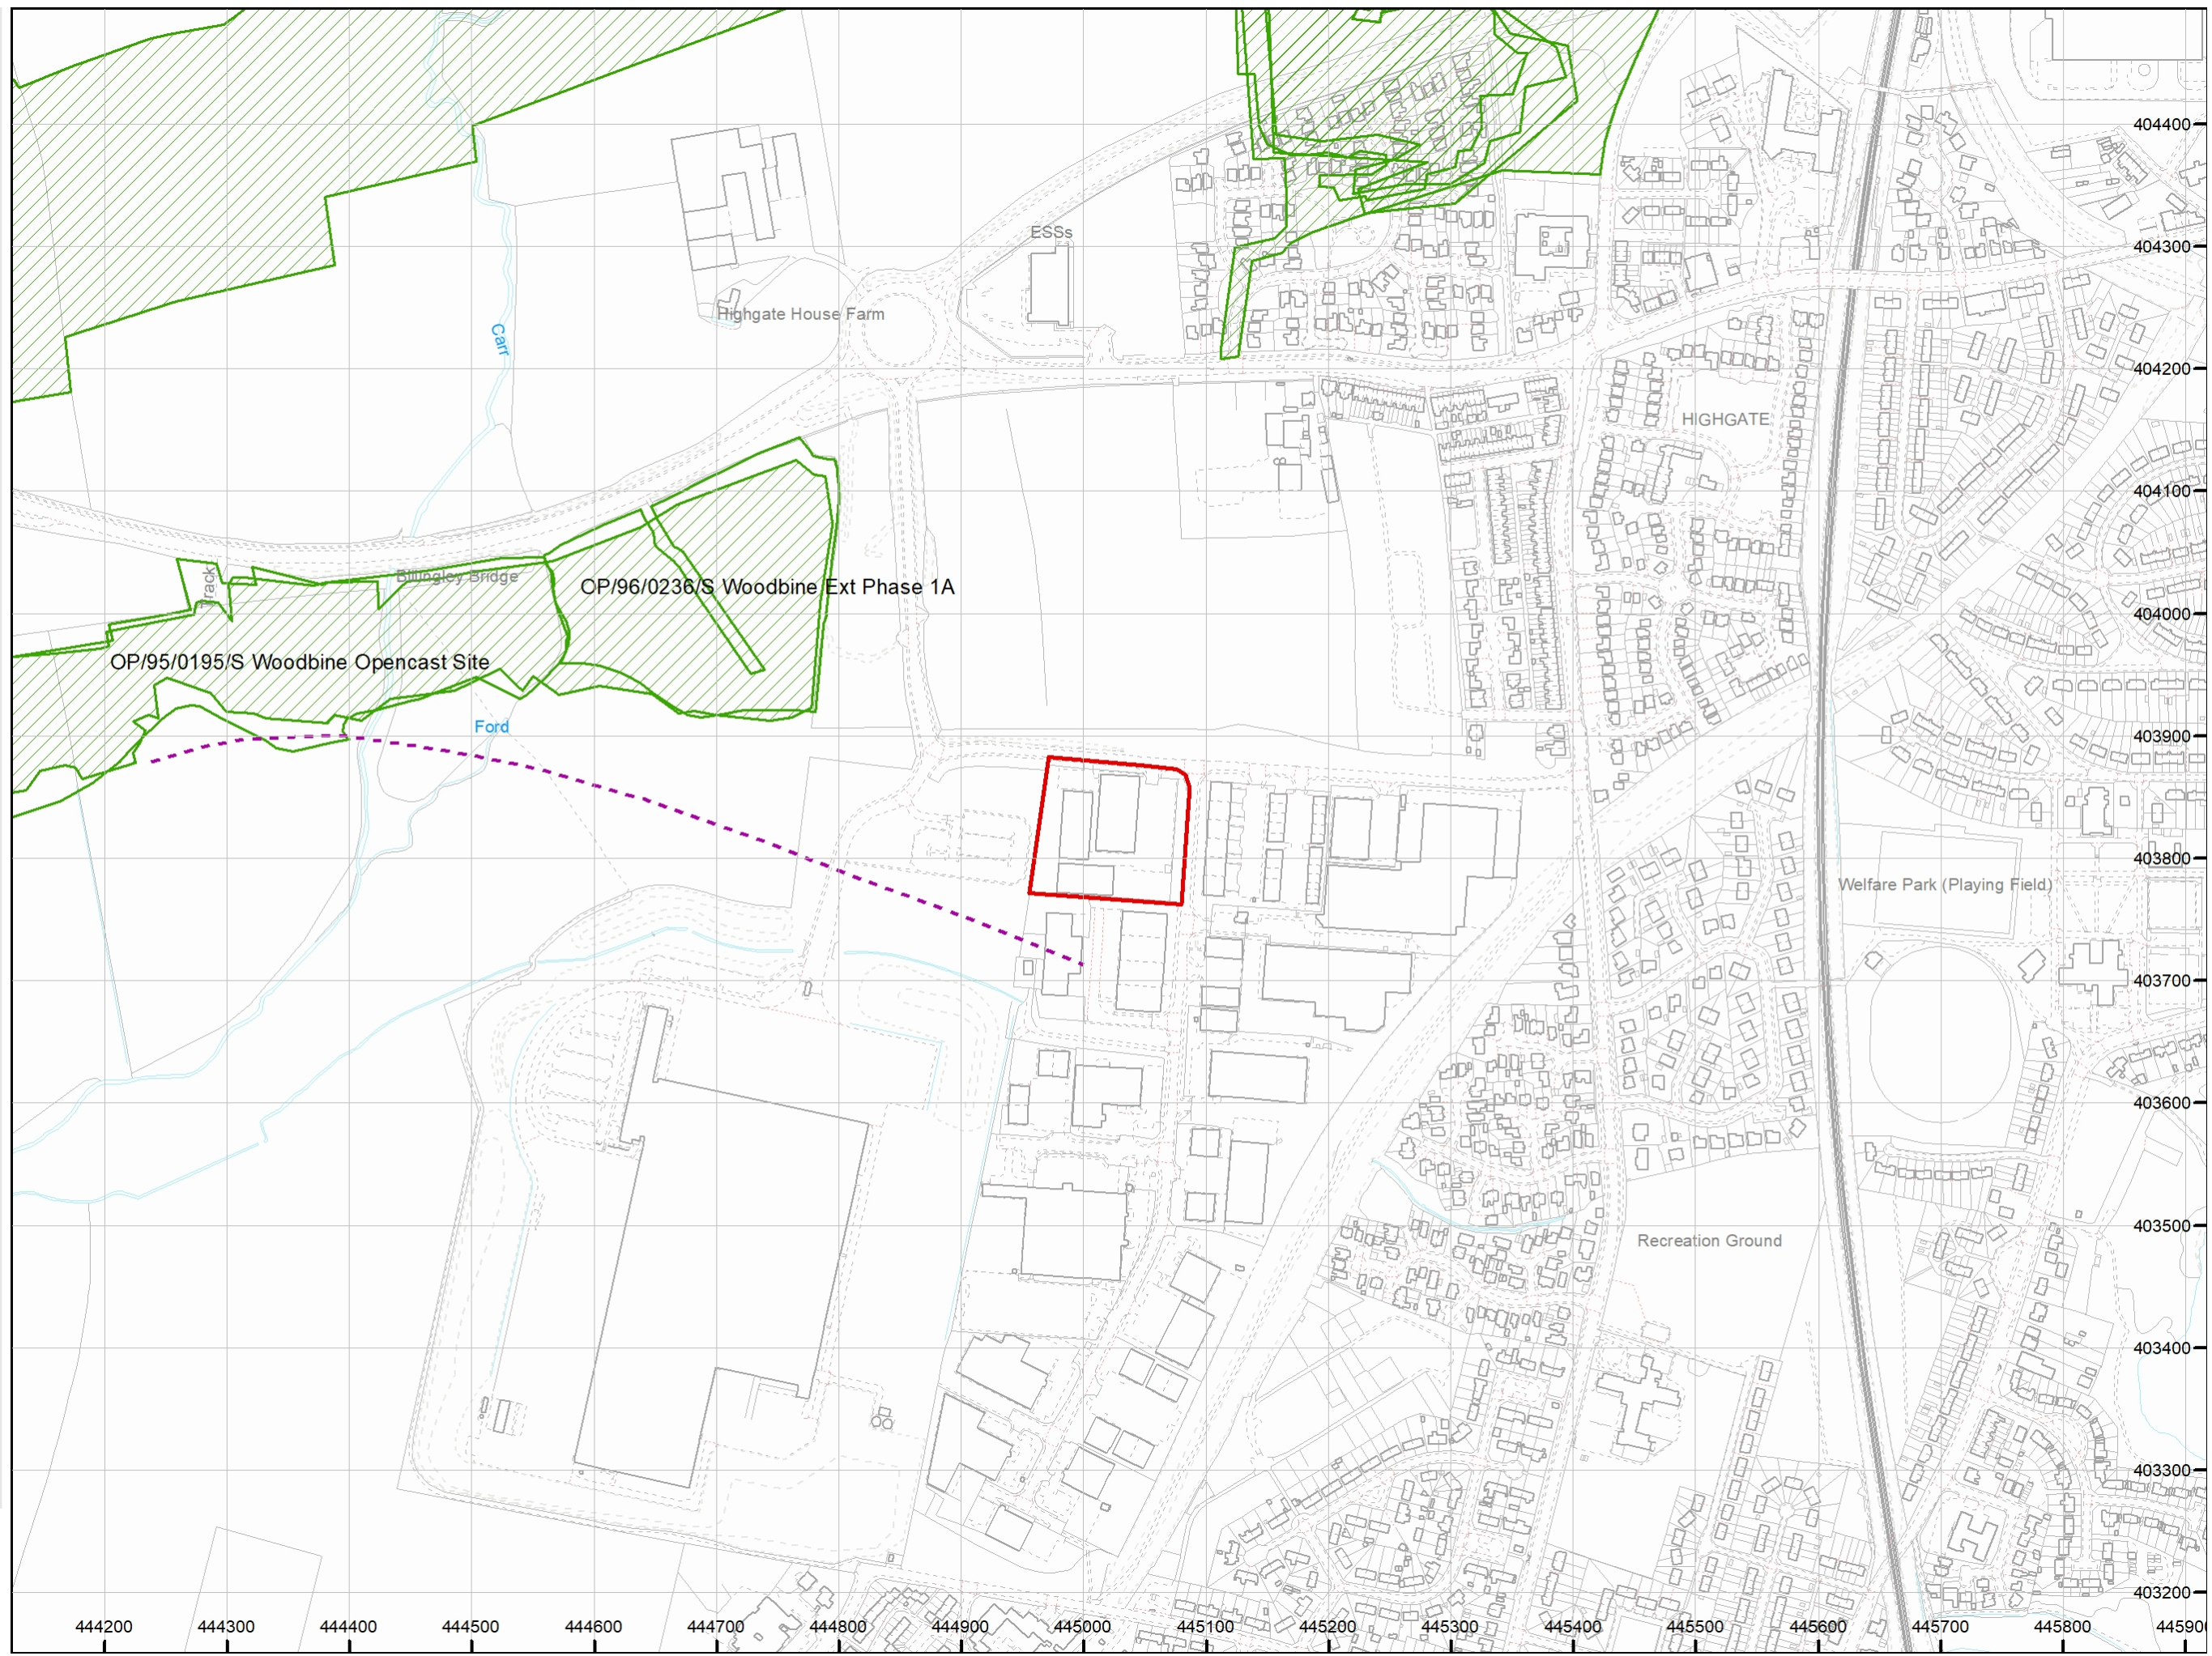 404400
ESSs
404300
Highgate House Farm
Carr
404200
HIGHGATE
404100
Track
Billingley Bridge
OP/96/0236/S Woodbine Ext Phase 1A
404000
OP/95/0195/S Woodbine Opencast Site
Ford
403900
403800
Welfare Park (Playing Field)
403700
403600
403500
Recreation Ground
403400
403300
403200
444200 444300 444400 444500 444600 444700 444800 444900 445000 445100 445200 445300 445400 445500 445600 445700 445800 44590